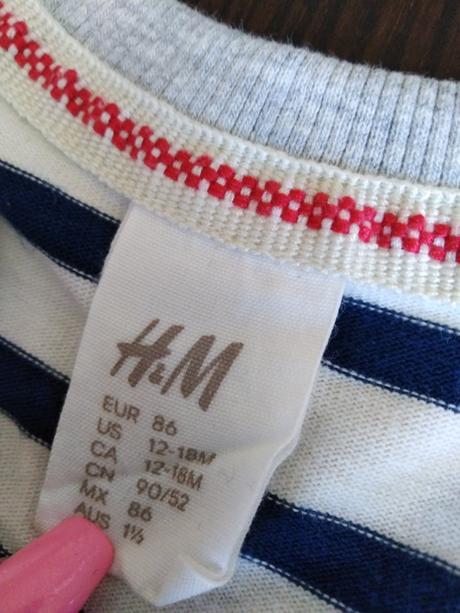 H&M
EUR 86
US 12-18M
CA 12-18M
CN 90/52
MX 86
AUS 1½